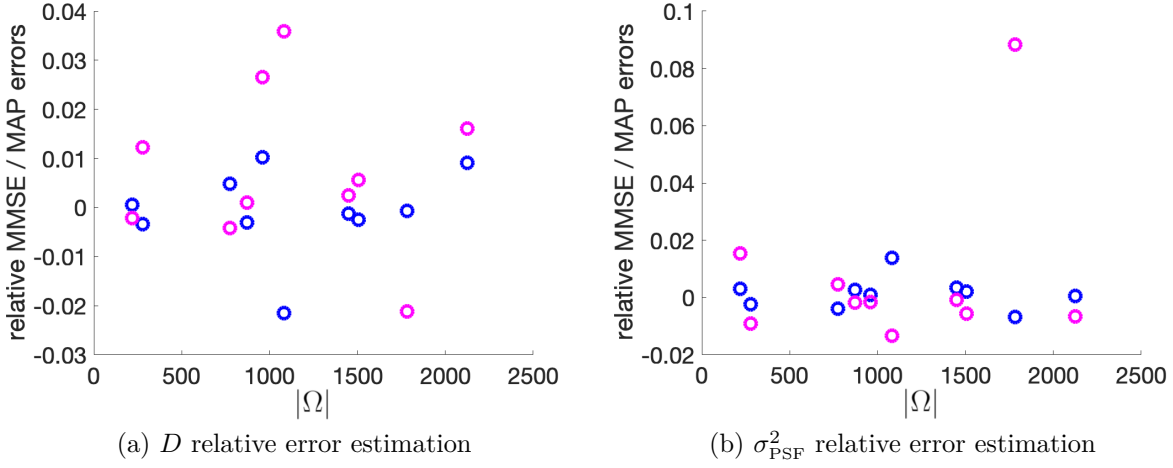 relative MMSE / MAP errors
0.04
0.03
0.02
0.01
0
-0.01
-0.02
-0.03
0 500 1000 1500 2000 2500
|Ω|
(a) D relative error estimation
relative MMSE / MAP errors
0.1
0.08
0.06
0.04
0.02
0
-0.02
0 500 1000 1500 2000 2500
|Ω|
(b) σ²_PSF relative error estimation